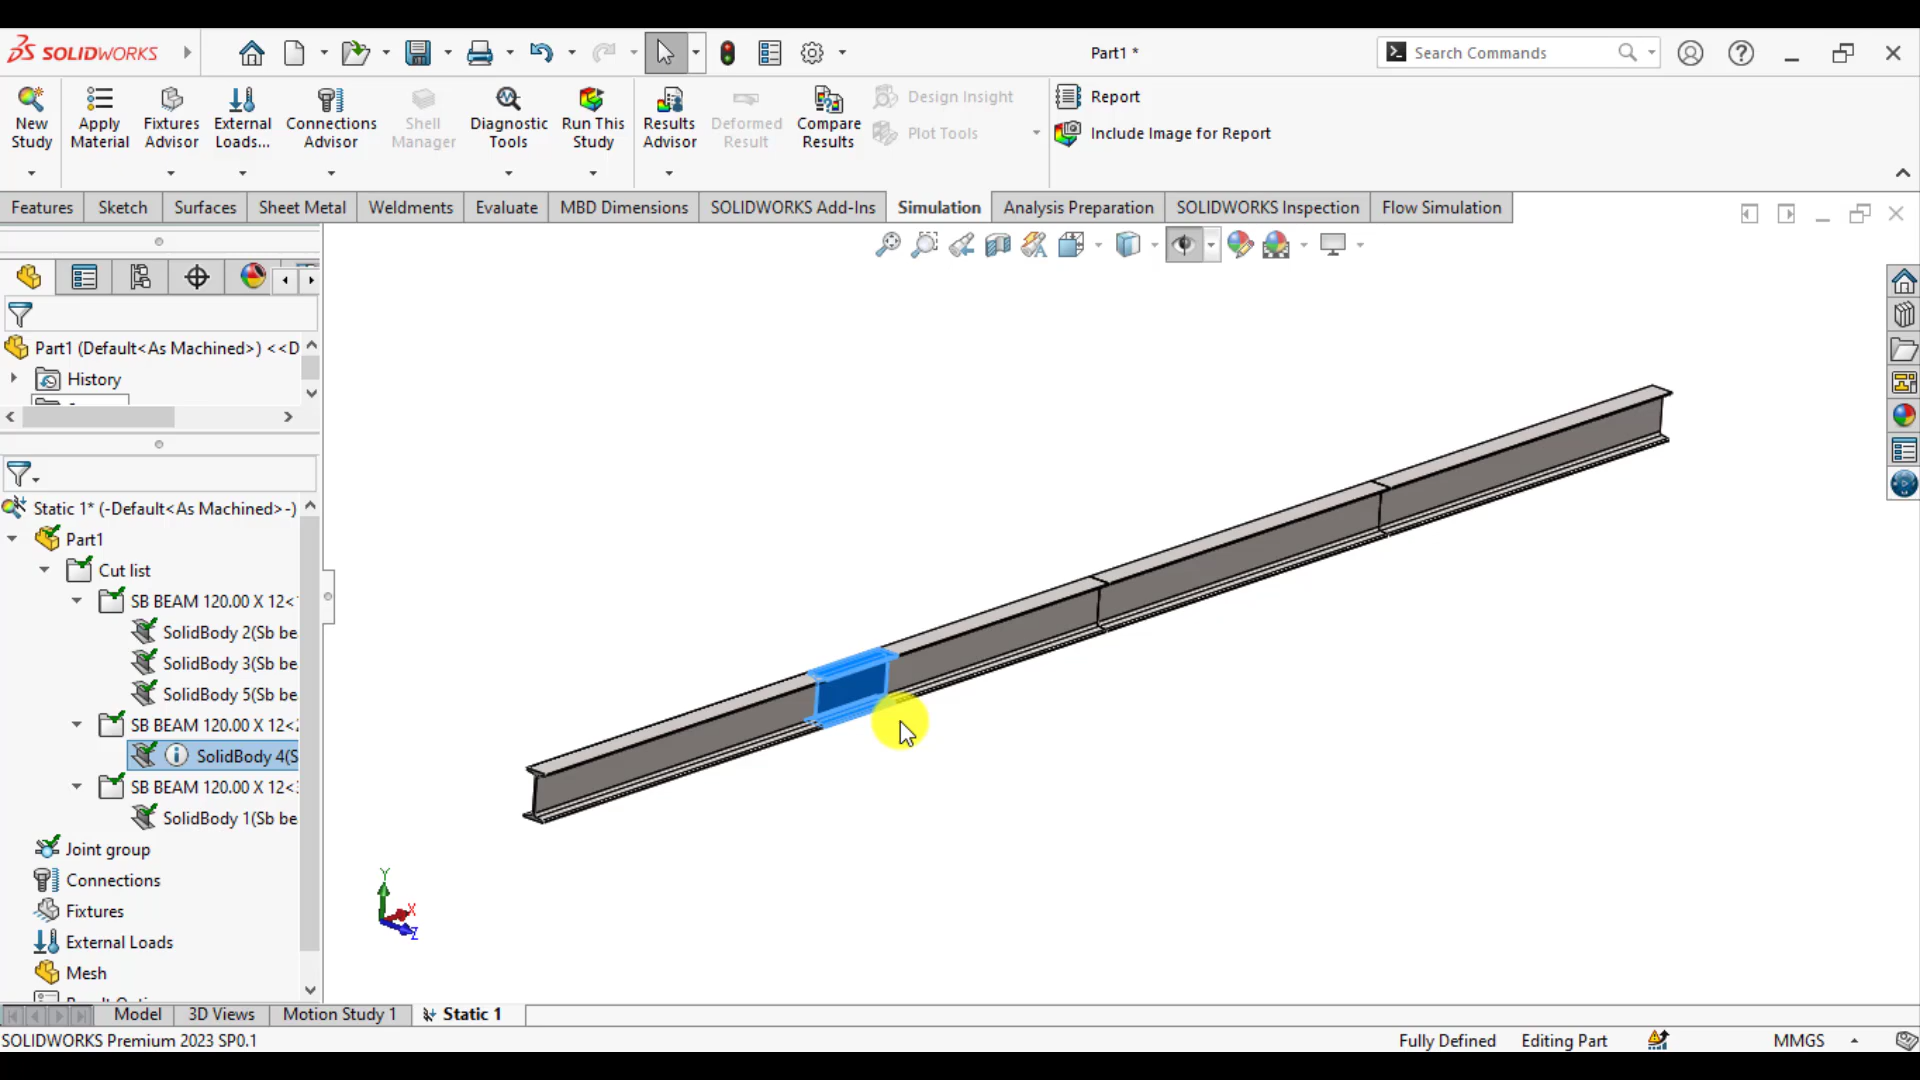 SOLIDWORKS
Part1 *
Search Commands
New Study
Apply Material
Fixtures Advisor
External Loads...
Connections Advisor
Shell Manager
Diagnostic Tools
Run This Study
Results Advisor
Deformed Result
Compare Results
Design Insight
Plot Tools
Report
Include Image for Report
Features
Sketch
Surfaces
Sheet Metal
Weldments
Evaluate
MBD Dimensions
SOLIDWORKS Add-Ins
Simulation
Analysis Preparation
SOLIDWORKS Inspection
Flow Simulation
Part1 (Default<As Machined>) <<D
History
Static 1* (-Default<As Machined>-)
Part1
Cut list
SB BEAM 120.00 X 12<
SolidBody 2(Sb be
SolidBody 3(Sb be
SolidBody 5(Sb be
SB BEAM 120.00 X 12<
SolidBody 4(S
SB BEAM 120.00 X 12<
SolidBody 1(Sb be
Joint group
Connections
Fixtures
External Loads
Mesh
Y
X
Z
Model
3D Views
Motion Study 1
Static 1
SOLIDWORKS Premium 2023 SP0.1
Fully Defined
Editing Part
MMGS